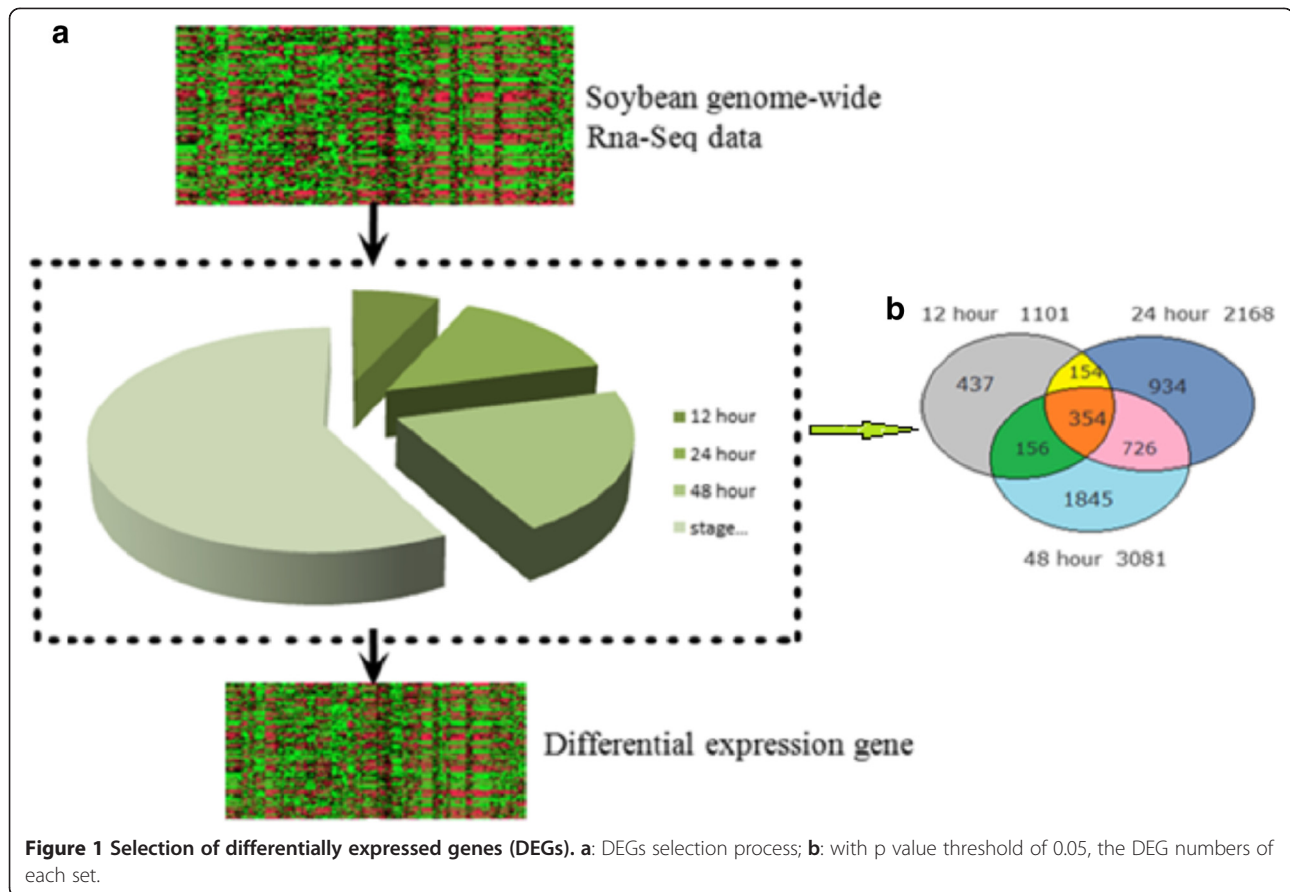 a
Soybean genome-wide
Rna-Seq data
12 hour
24 hour
48 hour
stage...
b
12 hour 1101
24 hour 2168
437
154
934
354
156
726
1845
48 hour 3081
Differential expression gene
Figure 1 Selection of differentially expressed genes (DEGs). a: DEGs selection process; b: with p value threshold of 0.05, the DEG numbers of
each set.